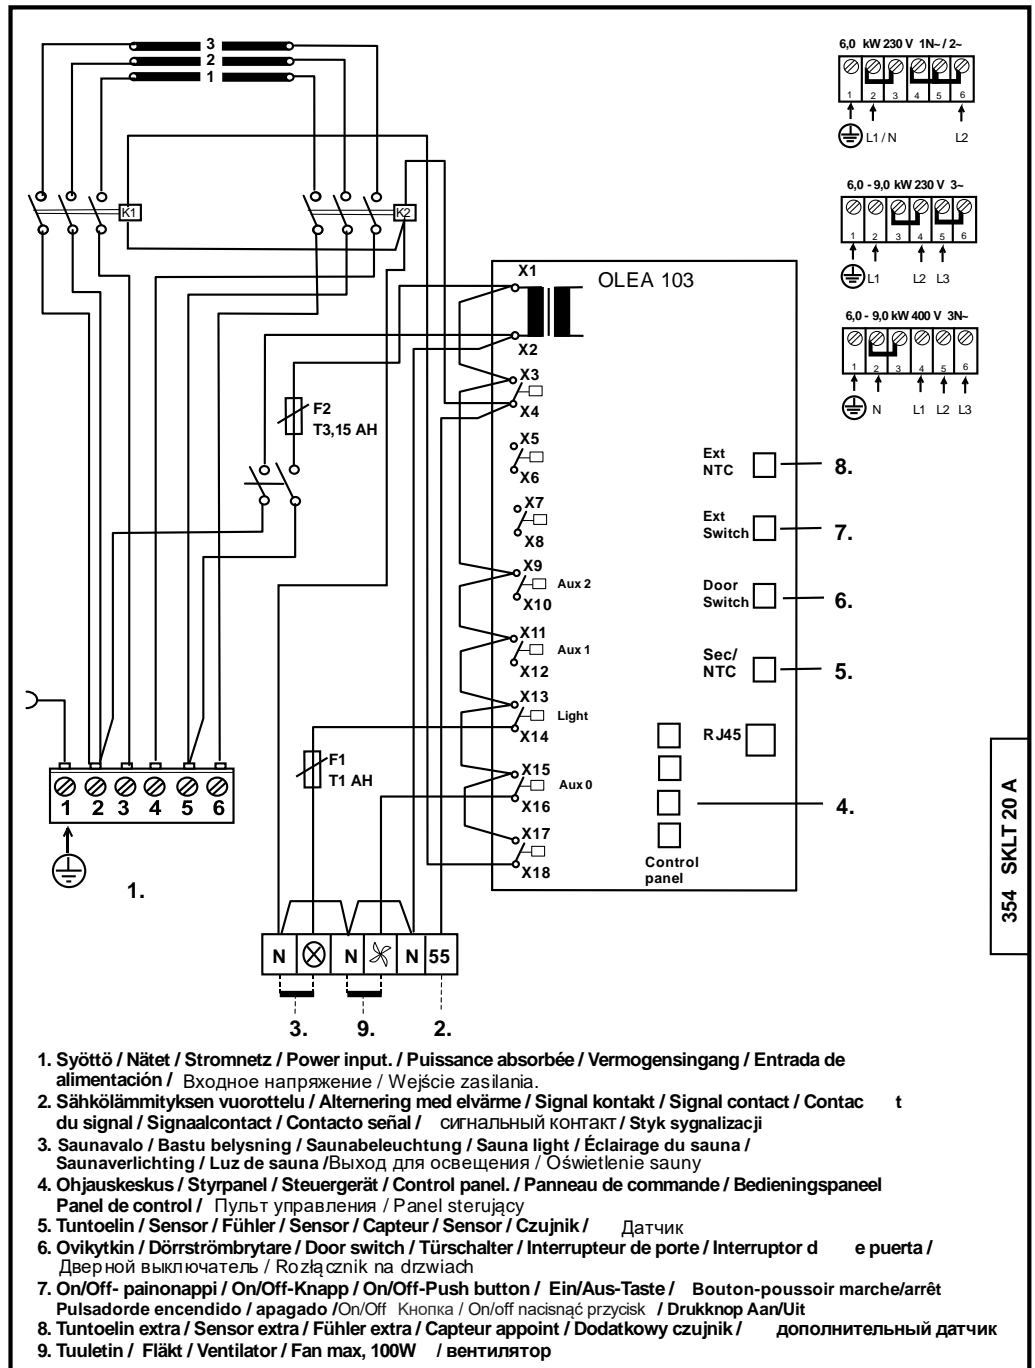 3
2
1
K1
K2
6,0 kW 230 V 1N~ / 2~
1 2 3 4 5 6
L1 / N L2
6,0 - 9,0 kW 230 V 3~
1 2 3 4 5 6
L1 L2 L3
6,0 - 9,0 kW 400 V 3N~
1 2 3 4 5 6
N L1 L2 L3
OLEA 103
X1
X2
X3
X4
X5
X6
X7
X8
X9
Aux 2
X10
X11
Aux 1
X12
X13
Light
X14
X15
Aux 0
X16
X17
X18
F2
T3,15 AH
F1
T1 AH
Ext
NTC
8.
Ext
Switch
7.
Door
Switch
6.
Sec/
NTC
5.
RJ45
4.
Control
panel
354 SKLT 20 A
1 2 3 4 5 6
1.
N N N 55
3. 9. 2.
1. Syöttö / Nätet / Stromnetz / Power input. / Puissance absorbée / Vermogensingang / Entrada de
alimentación / Входное напряжение / Wejście zasilania.
2. Sähkölämmityksen vuorottelu / Alternering med elvärme / Signal kontakt / Signal contact / Contac t
du signal / Signaalcontact / Contacto señal / сигнальный контакт / Styk sygnalizacji
3. Saunavalo / Bastu belysning / Saunabeleuchtung / Sauna light / Éclairage du sauna /
Saunaverlichting / Luz de sauna /Выход для освещения / Oświetlenie sauny
4. Ohjauskeskus / Styrpanel / Steuergerät / Control panel. / Panneau de commande / Bedieningspaneel
Panel de control / Пульт управления / Panel sterujący
5. Tuntoelin / Sensor / Fühler / Sensor / Capteur / Sensor / Czujnik / Датчик
6. Ovikytkin / Dörrströmbrytare / Door switch / Türschalter / Interrupteur de porte / Interruptor d e puerta /
Дверной выключатель / Rozłącznik na drzwiach
7. On/Off- painonappi / On/Off-Knapp / On/Off-Push button / Ein/Aus-Taste / Bouton-poussoir marche/arrêt
Pulsadorde encendido / apagado /On/Off Кнопка / On/off nacisnąć przycisk / Drukknop Aan/Uit
8. Tuntoelin extra / Sensor extra / Fühler extra / Capteur appoint / Dodatkowy czujnik / дополнительный датчик
9. Tuuletin / Fläkt / Ventilator / Fan max, 100W / вентилятор